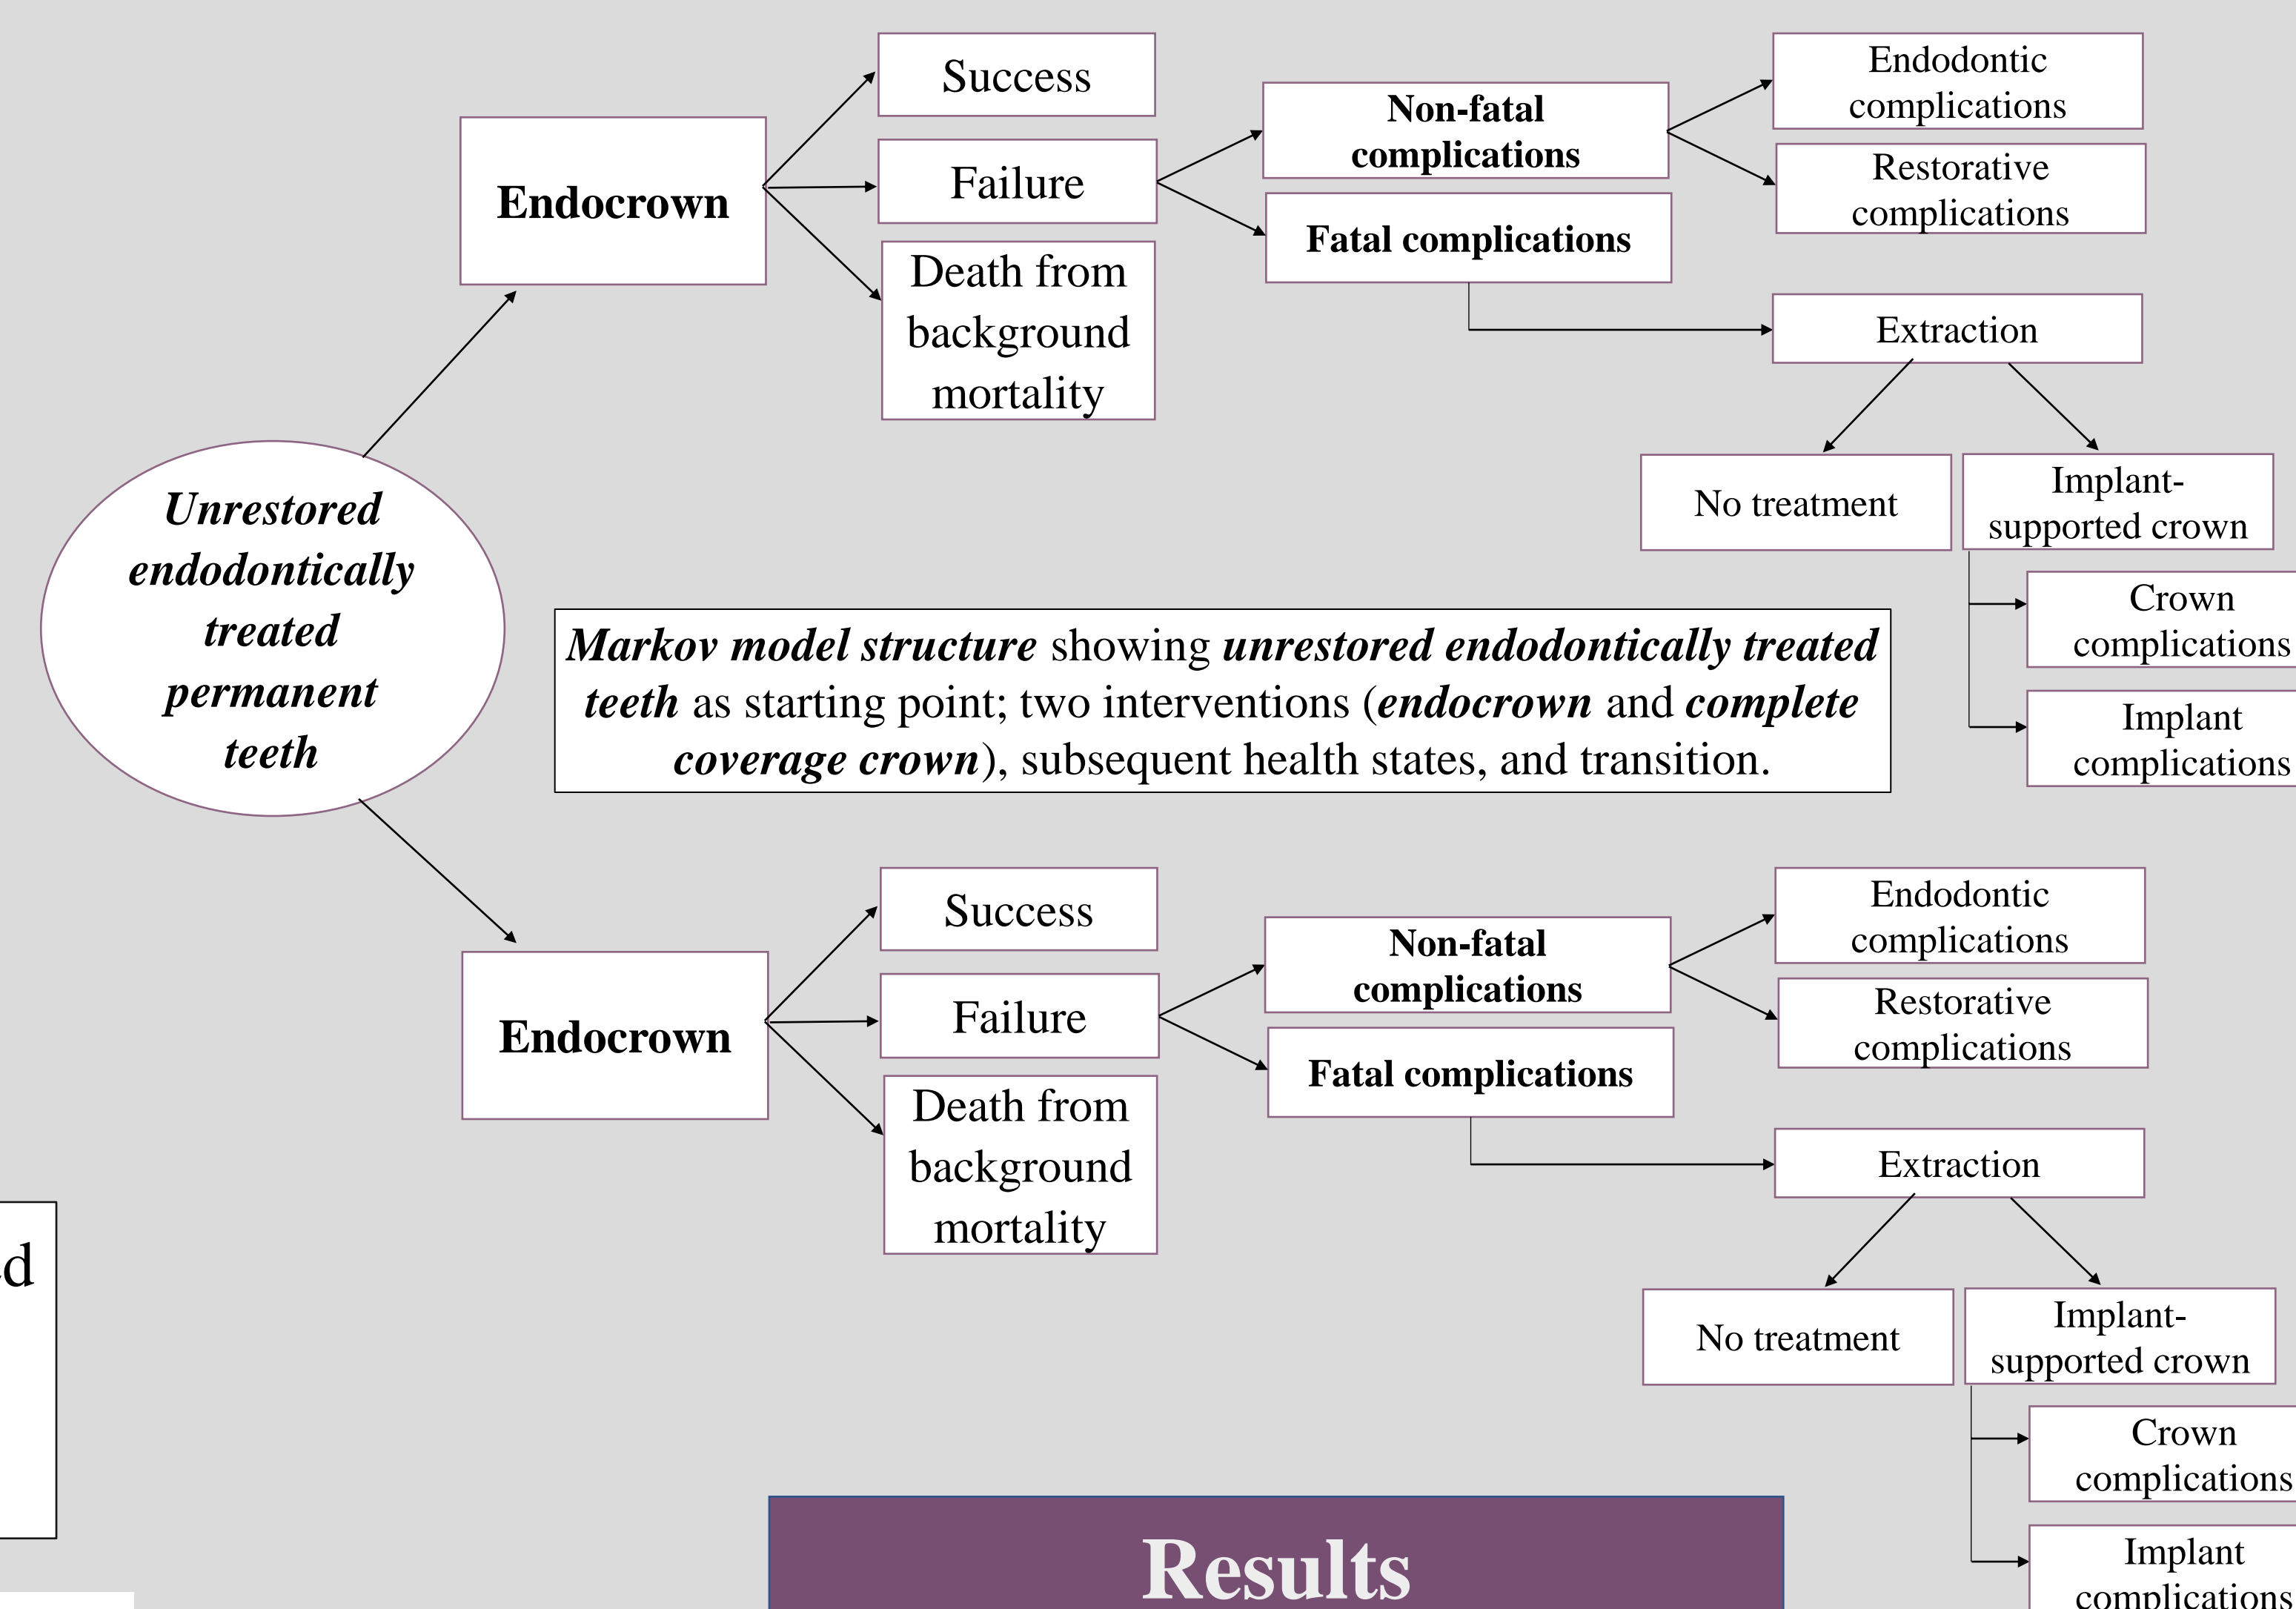 Success
Failure
Death from
background
mortality
Endocrown
Non-fatal
complications
Fatal complications
Endodontic
complications
Restorative
complications
Extraction
No treatment
Implant-
supported crown
Crown
complications
Implant
complications
Unrestored
endodontically
treated
permanent
teeth
Markov model structure showing unrestored endodontically treated
teeth as starting point; two interventions (endocrown and complete
coverage crown), subsequent health states, and transition.
Success
Failure
Death from
background
mortality
Endocrown
Non-fatal
complications
Fatal complications
Endodontic
complications
Restorative
complications
Extraction
No treatment
Implant-
supported crown
Crown
complications
Implant
complications
Results